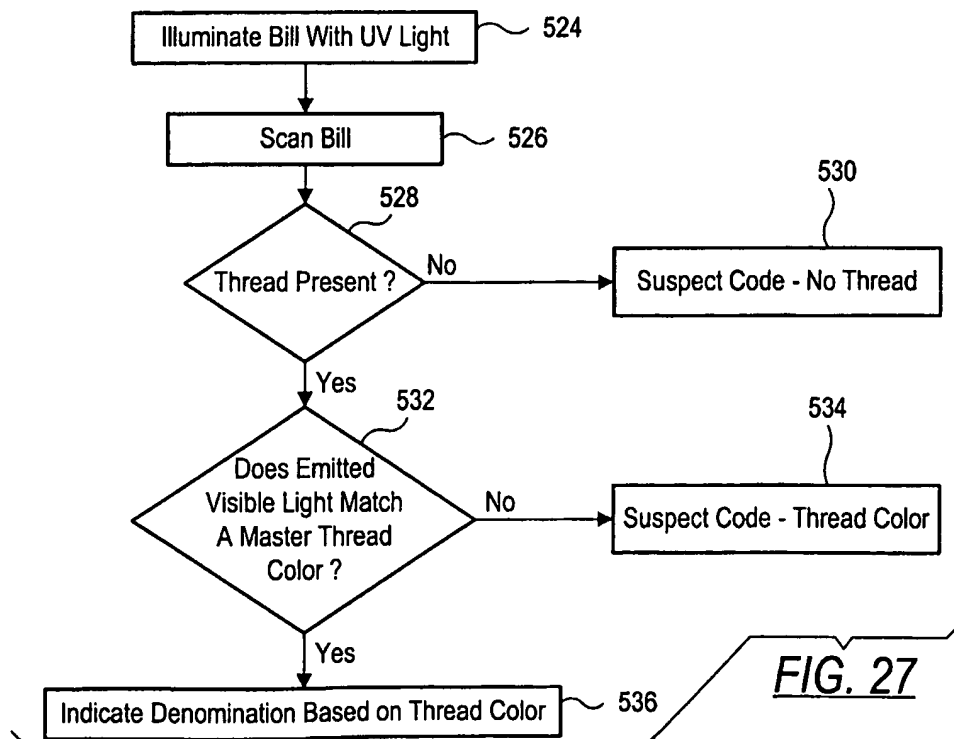 Illuminate Bill With UV Light
524
Scan Bill
526
528
530
Thread Present ?
No
Suspect Code - No Thread
Yes
532
534
Does Emitted
Visible Light Match
A Master Thread
Color ?
No
Suspect Code - Thread Color
Yes
Indicate Denomination Based on Thread Color
536
FIG. 27